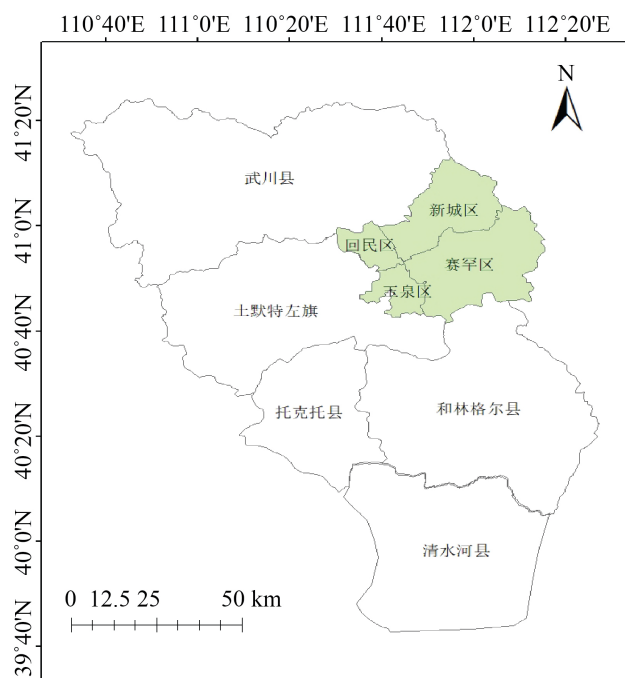 110°40'E 111°0'E 110°20'E 111°40'E 112°0'E 112°20'E
N
41°20'N
武川县
新城区
41°0'N
回民区
赛罕区
玉泉区
土默特左旗
40°40'N
托克托县
和林格尔县
40°20'N
40°0'N
清水河县
0 12.5 25 50 km
39°40'N